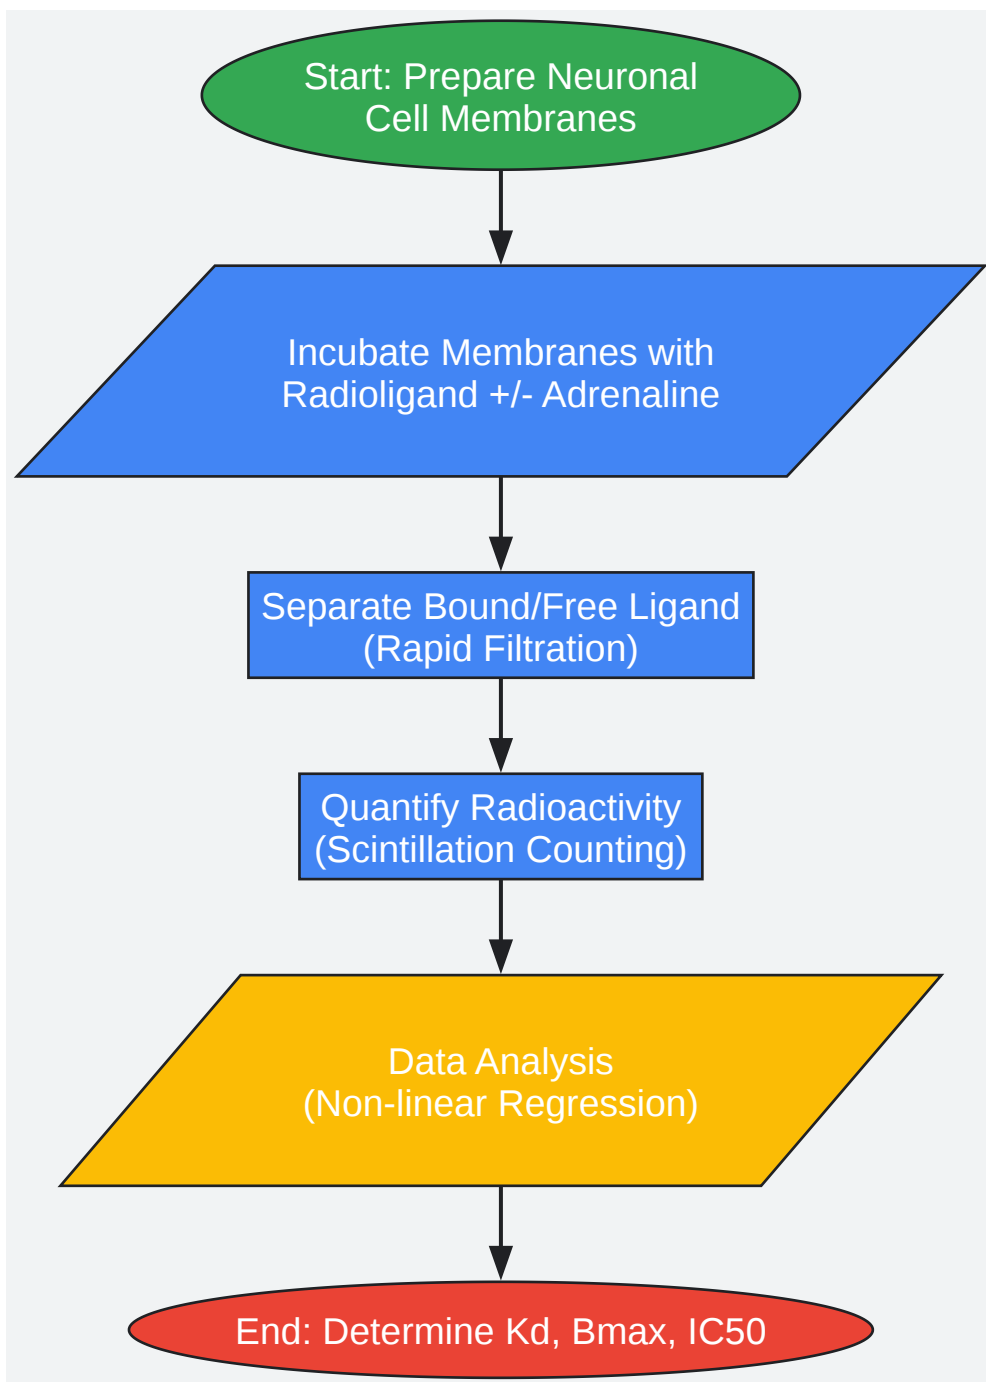 Start: Prepare Neuronal
Cell Membranes
Incubate Membranes with
Radioligand +/- Adrenaline
Separate Bound/Free Ligand
(Rapid Filtration)
Quantify Radioactivity
(Scintillation Counting)
Data Analysis
(Non-linear Regression)
End: Determine Kd, Bmax, IC50